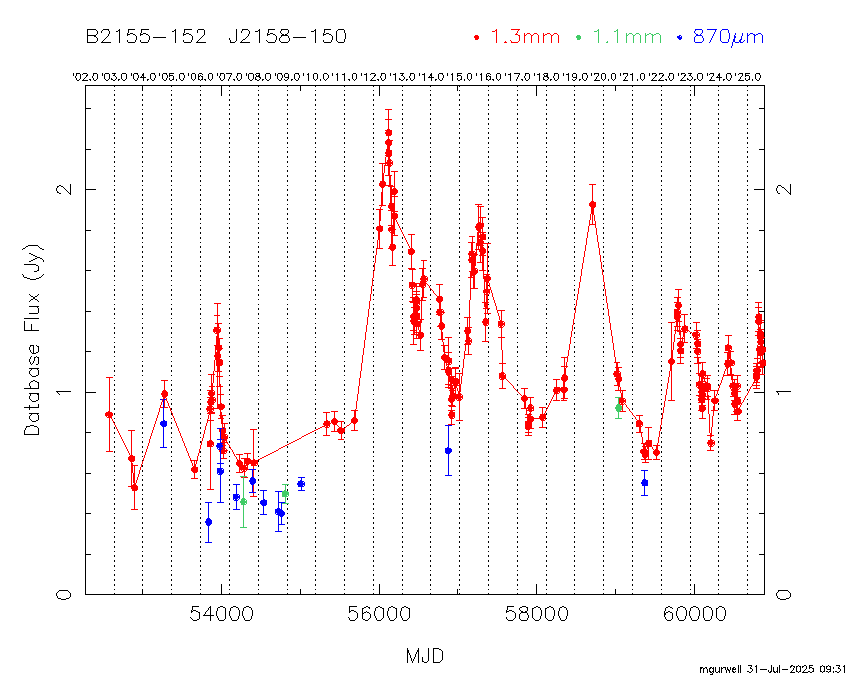 B2155-152 J2158-150 1.3mm 1.1mm 870μm
'02.0 '03.0 '04.0 '05.0 '06.0 '07.0 '08.0 '09.0 '10.0 '11.0 '12.0 '13.0 '14.0 '15.0 '16.0 '17.0 '18.0 '19.0 '20.0 '21.0 '22.0 '23.0 '24.0 '25.0
2 2
Database Flux (Jy)
1 1
0 0
54000 56000 58000 60000
MJD
mgurwell 31-Jul-2025 09:31